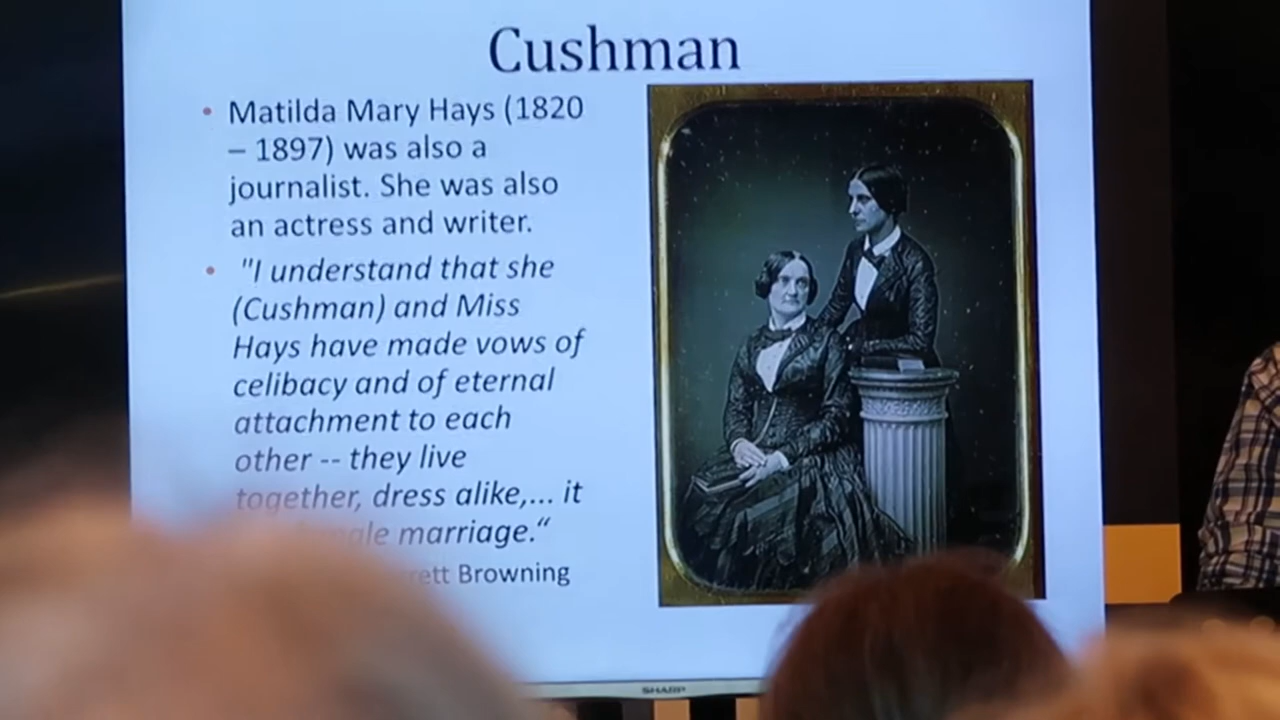 Cushman
• Matilda Mary Hays (1820
– 1897) was also a
journalist. She was also
an actress and writer.
• "I understand that she
(Cushman) and Miss
Hays have made vows of
celibacy and of eternal
attachment to each
other -- they live
together, dress alike,... it
marriage.“
Browning
SHARP